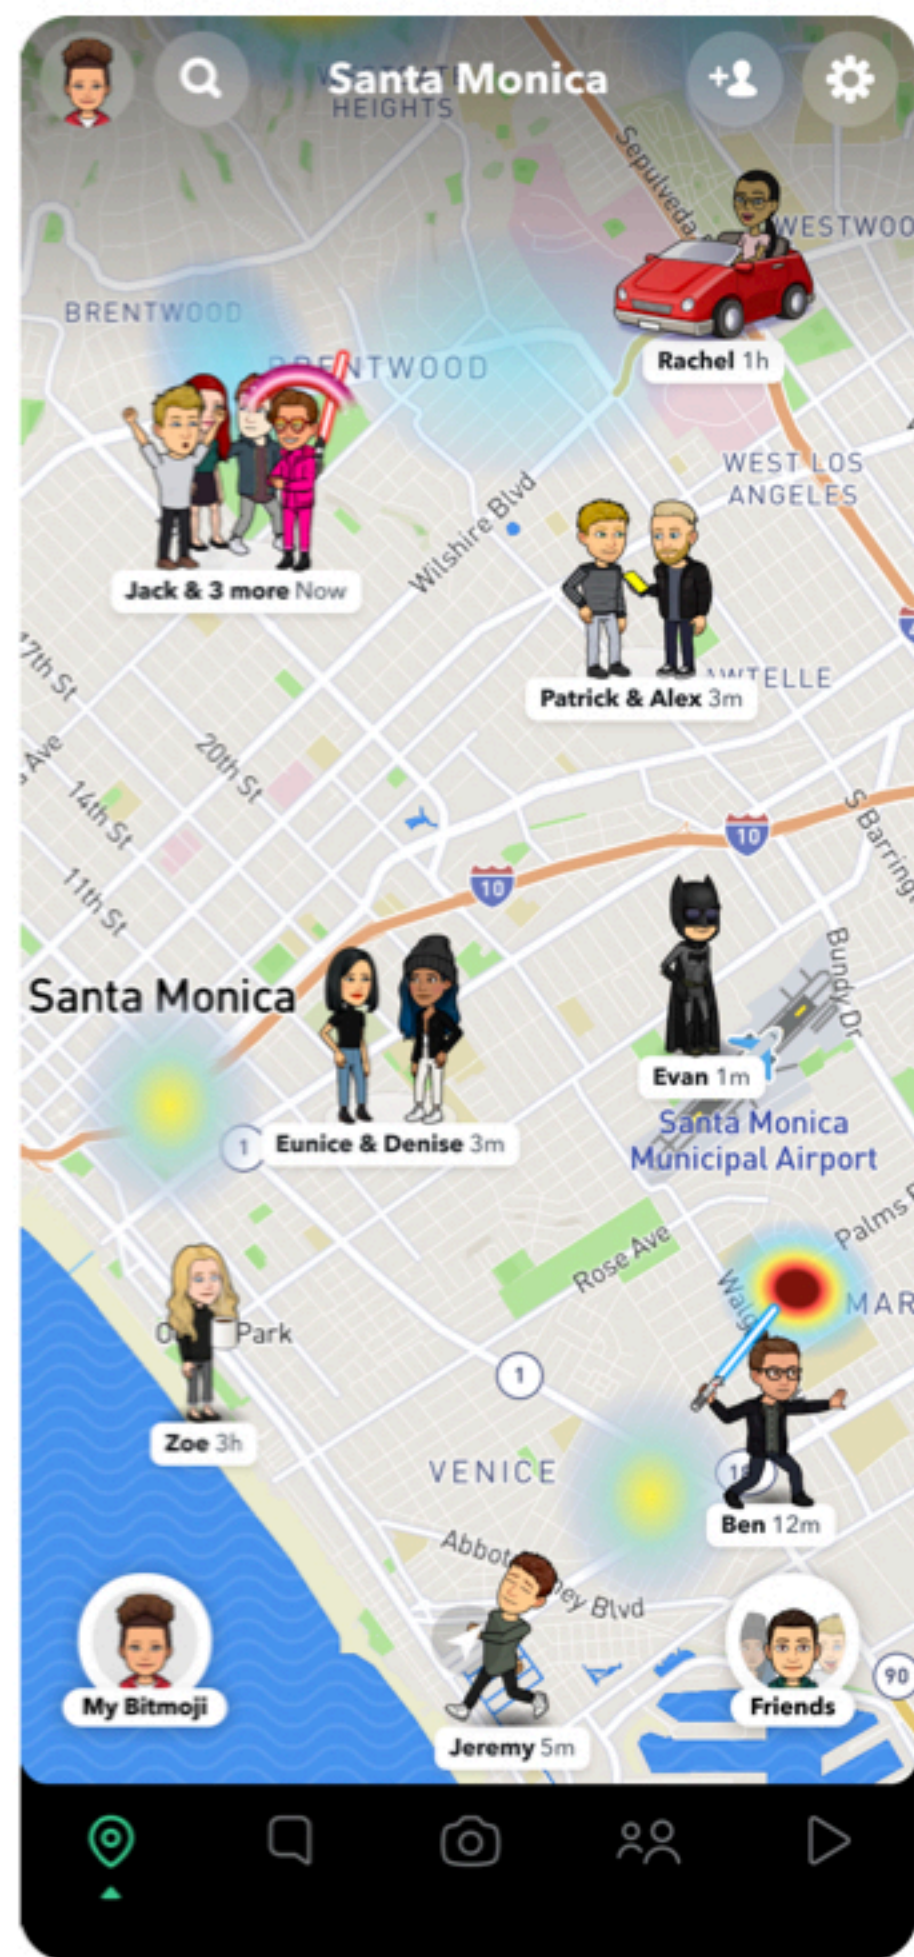 Santa Monica
HEIGHTS
Sepulveda
WESTWOO
BRENTWOOD
BRENTWOOD
Rachel 1h
WEST LOS
ANGELES
Wilshire Blvd
Jack & 3 more Now
Patrick & Alex 3m
17th St
20th St
Ave
14th St
11th St
10
10
S Barring
Bundy Dr
Santa Monica
Evan 1m
1
Eunice & Denise 3m
Santa Monica
Municipal Airport
Palms
Rose Ave
MAR
Park
1
Zoe 3h
VENICE
Ben 12m
Blvd
90
My Bitmoji
Friends
Jeremy 5m